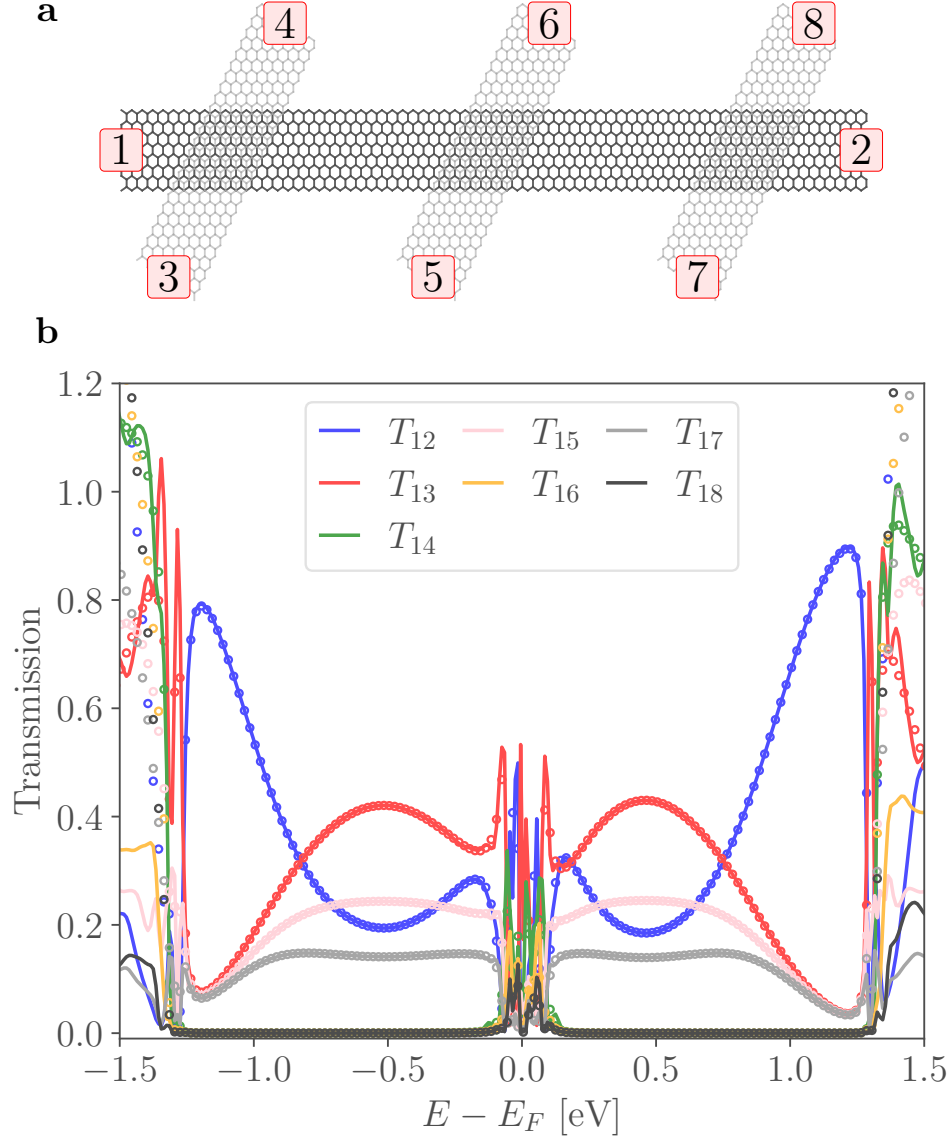 a
4 6 8
1 2
3 5 7
b
1.2
1.0
0.8
0.6
0.4
0.2
0.0
Transmission
T₁₂ T₁₅ T₁₇
T₁₃ T₁₆ T₁₈
T₁₄
−1.5 −1.0 −0.5 0.0 0.5 1.0 1.5
E − E_F [eV]